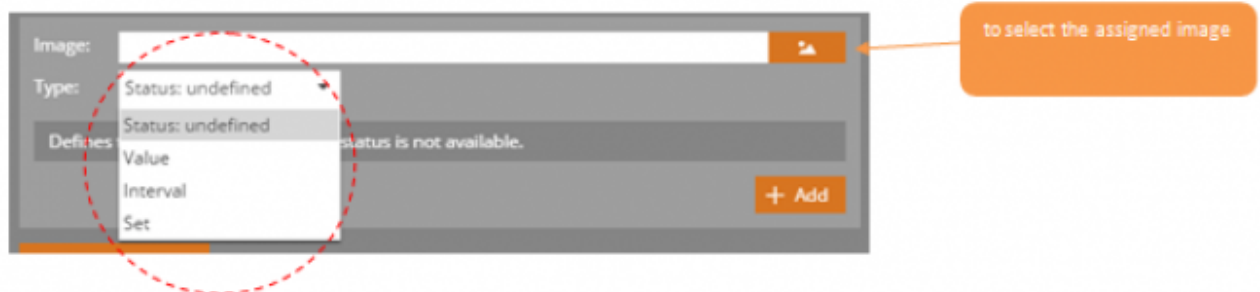 Image:
to select the assigned image
Type:
Status: undefined
Status: undefined
Defines
status is not available.
Value
Interval
+ Add
Set